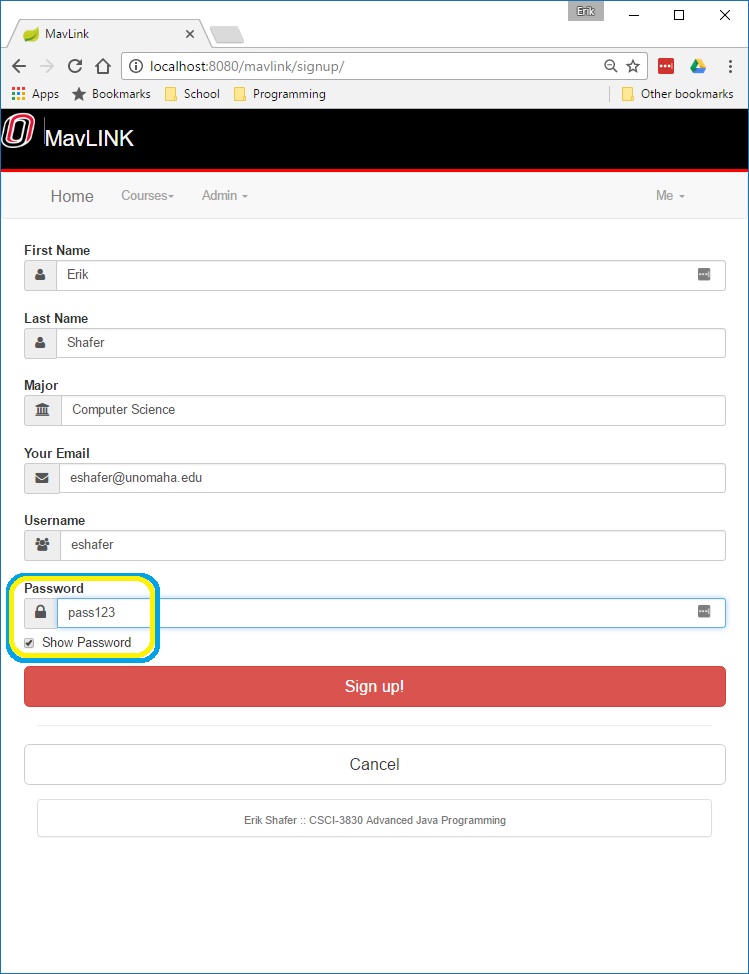 Erik
MavLink
localhost:8080/mavlink/signup/
Apps Bookmarks School Programming Other bookmarks
MavLINK
Home Courses Admin Me
First Name
Erik
Last Name
Shafer
Major
Computer Science
Your Email
eshafer@unomaha.edu
Username
eshafer
Password
pass123
Show Password
Sign up!
Cancel
Erik Shafer :: CSCI-3830 Advanced Java Programming